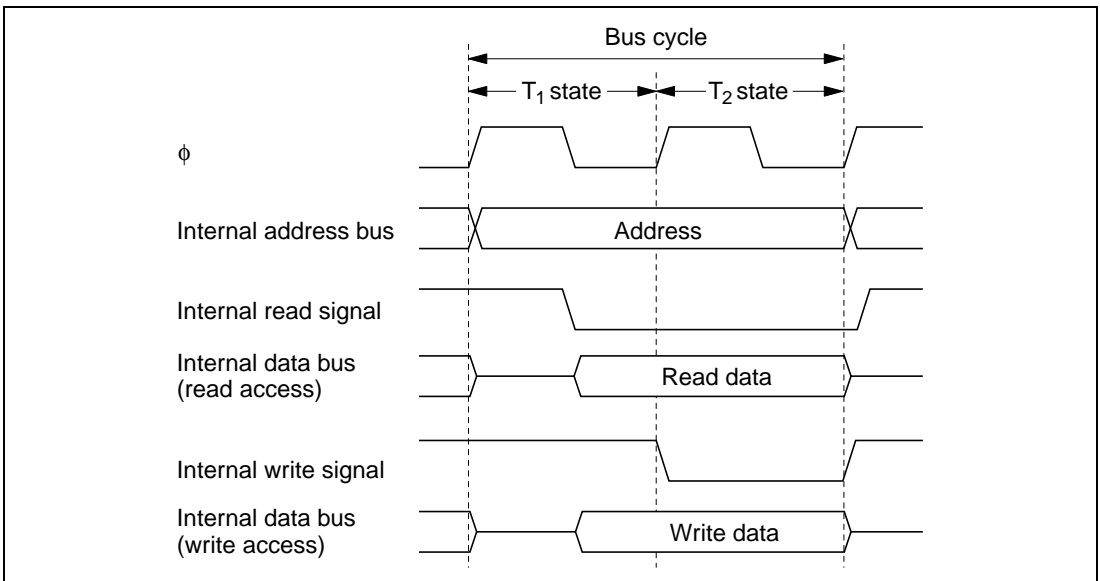 Bus cycle
T₁ state
T₂ state
ϕ
Internal address bus
Address
Internal read signal
Internal data bus
(read access)
Read data
Internal write signal
Internal data bus
(write access)
Write data